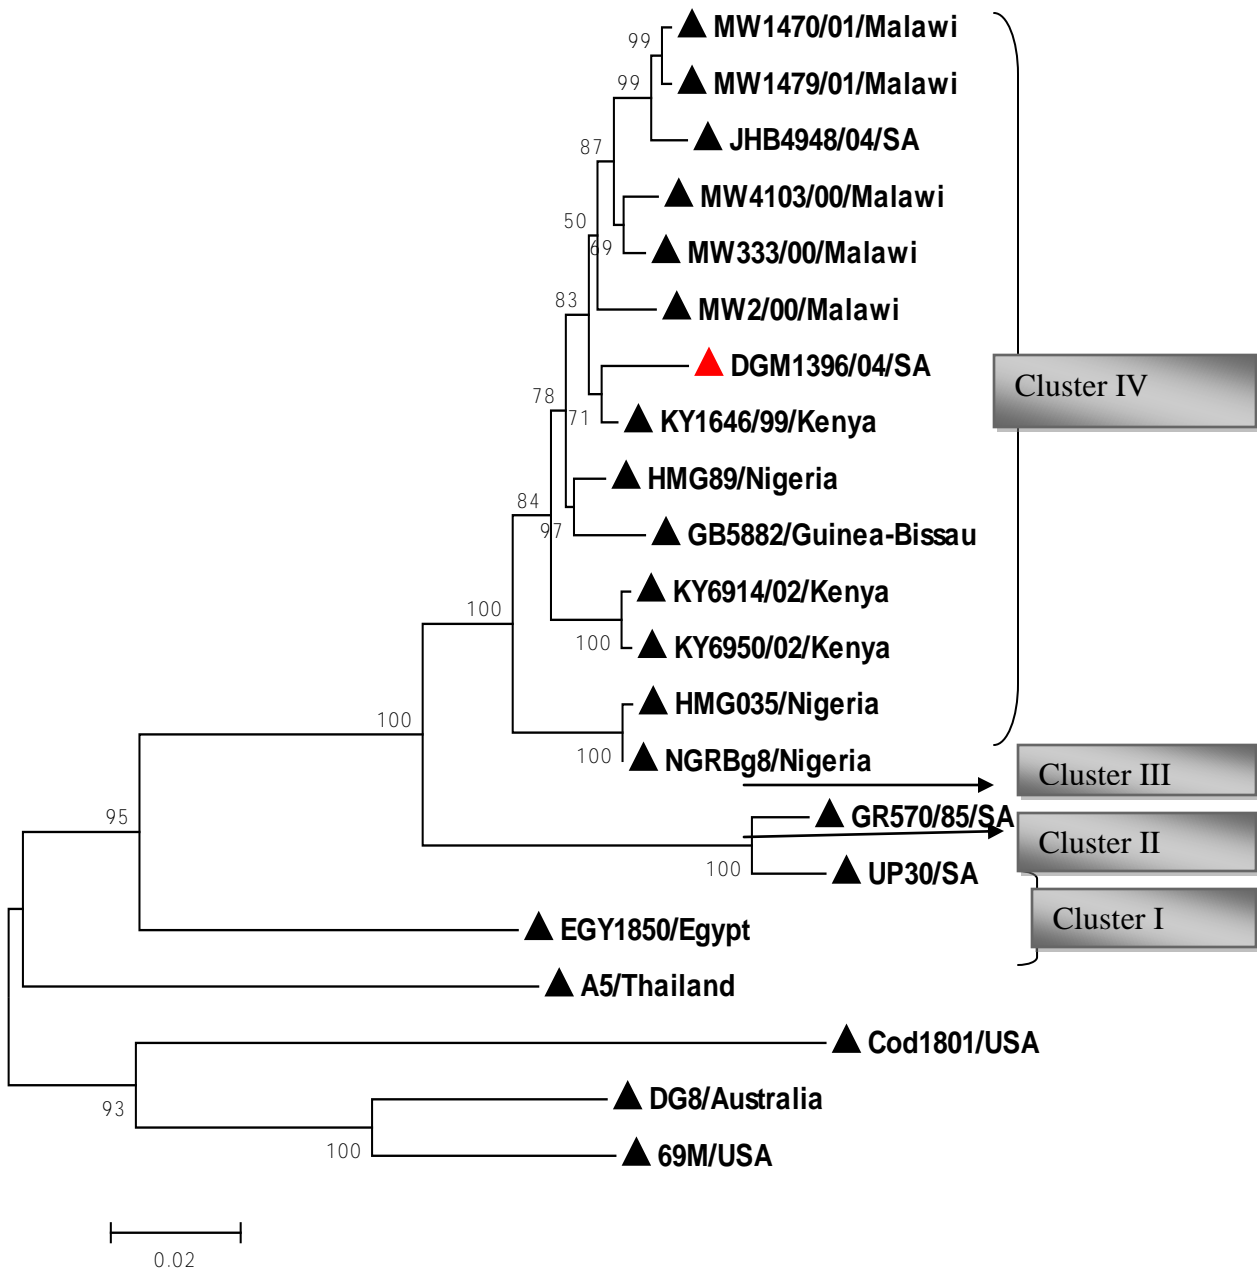 MW1470/01/Malawi
99
MW1479/01/Malawi
99
JHB4948/04/SA
87
MW4103/00/Malawi
50
69
MW333/00/Malawi
83
MW2/00/Malawi
DGM1396/04/SA
Cluster IV
78
71
KY1646/99/Kenya
HMG89/Nigeria
84
97
GB5882/Guinea-Bissau
KY6914/02/Kenya
100
100
KY6950/02/Kenya
HMG035/Nigeria
100
100
NGRBg8/Nigeria
Cluster III
95
GR570/85/SA
Cluster II
100
UP30/SA
Cluster I
EGY1850/Egypt
A5/Thailand
Cod1801/USA
93
DG8/Australia
100
69M/USA
0.02